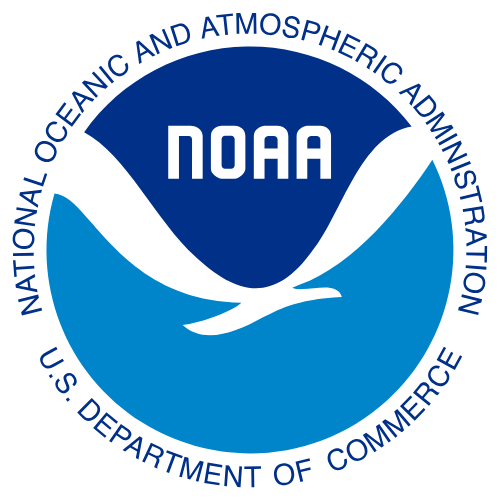 NATIONAL OCEANIC AND ATMOSPHERIC ADMINISTRATION
NOAA
U.S. DEPARTMENT OF COMMERCE